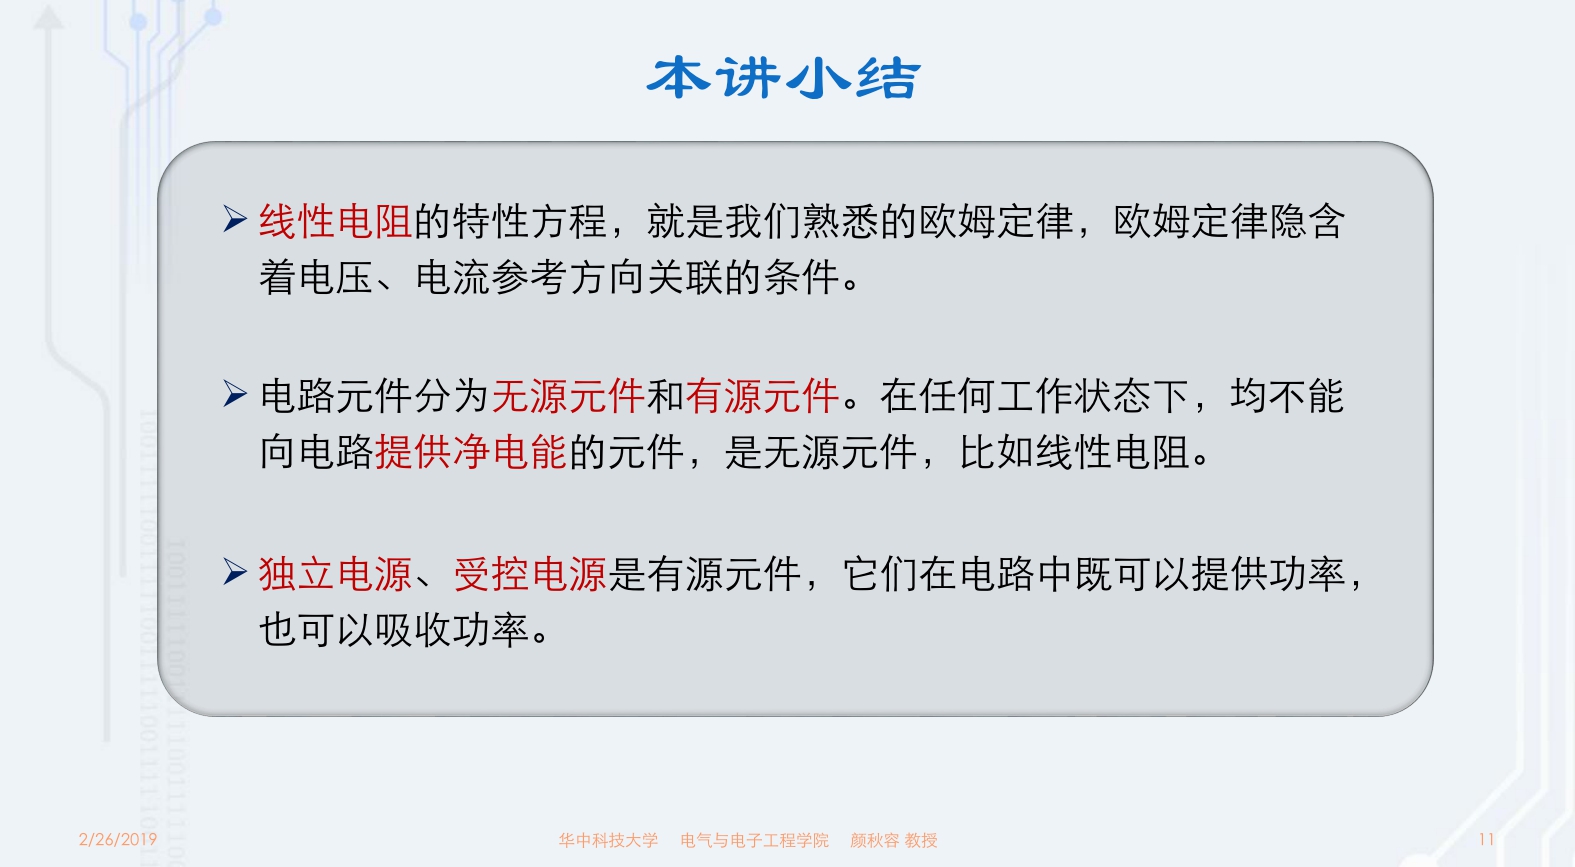 本讲小结
线性电阻的特性方程，就是我们熟悉的欧姆定律，欧姆定律隐含
着电压、电流参考方向关联的条件。
电路元件分为无源元件和有源元件。在任何工作状态下，均不能
向电路提供净电能的元件，是无源元件，比如线性电阻。
独立电源、受控电源是有源元件，它们在电路中既可以提供功率，
也可以吸收功率。
2/26/2019
华中科技大学 电气与电子工程学院 颜秋容 教授
11